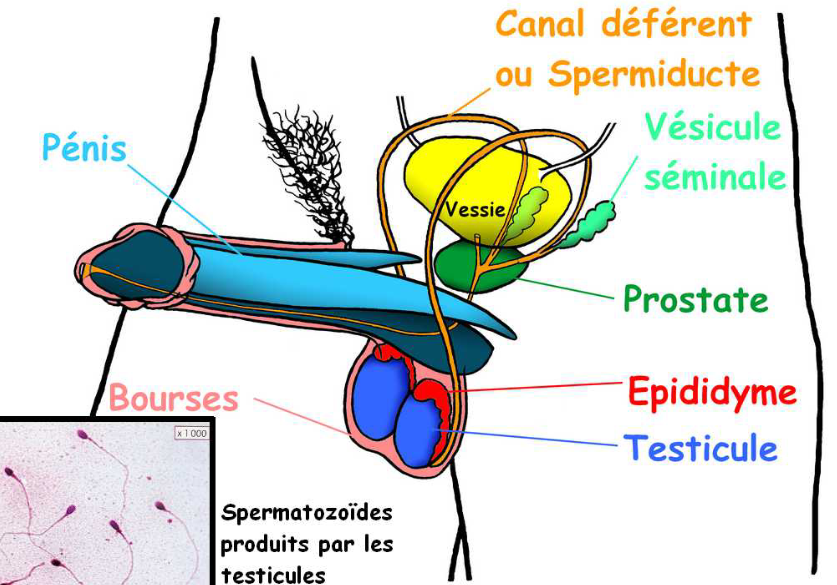 Canal déférent
ou Spermiducte
Vésicule
séminale
Pénis
Vessie
Prostate
Bourses
Epididyme
Testicule
x 1 000
Spermatozoïdes
produits par les
testicules